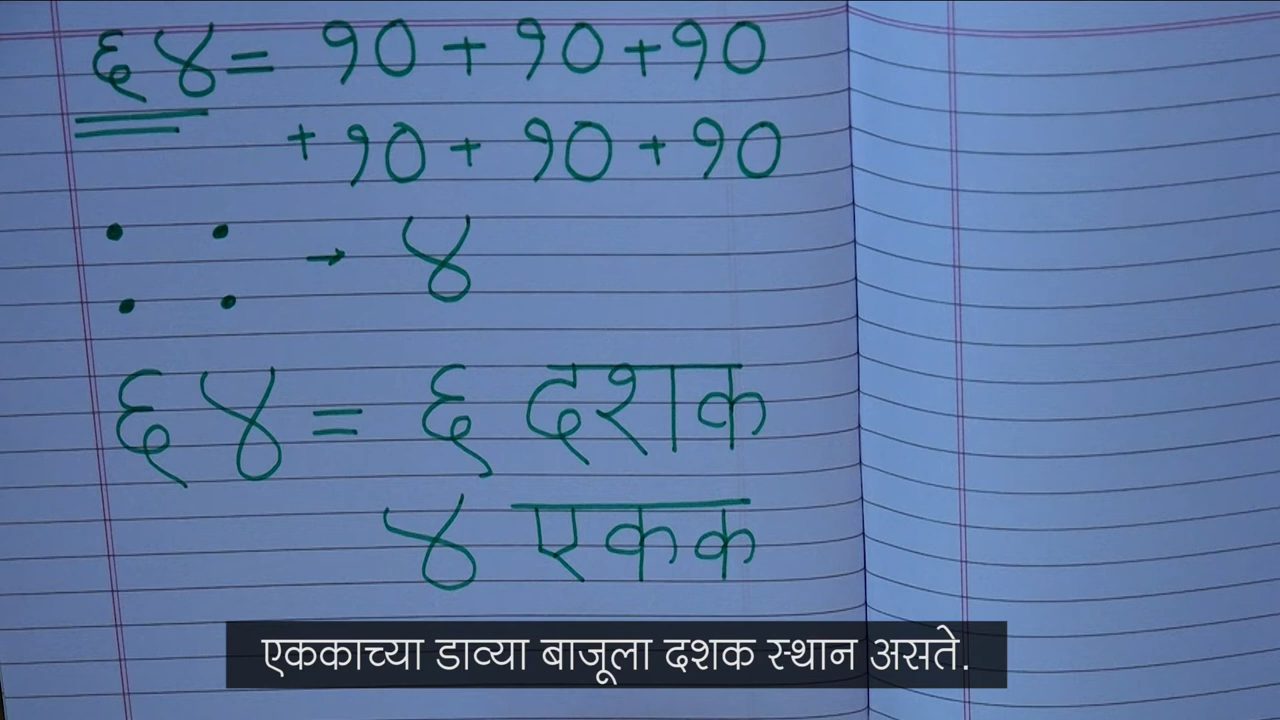 ६४ = १० + १० + १०
+ १० + १० + १०
→ ४
६४ = ६ दशक
४ एकक
एककाच्या डाव्या बाजूला दशक स्थान असते.